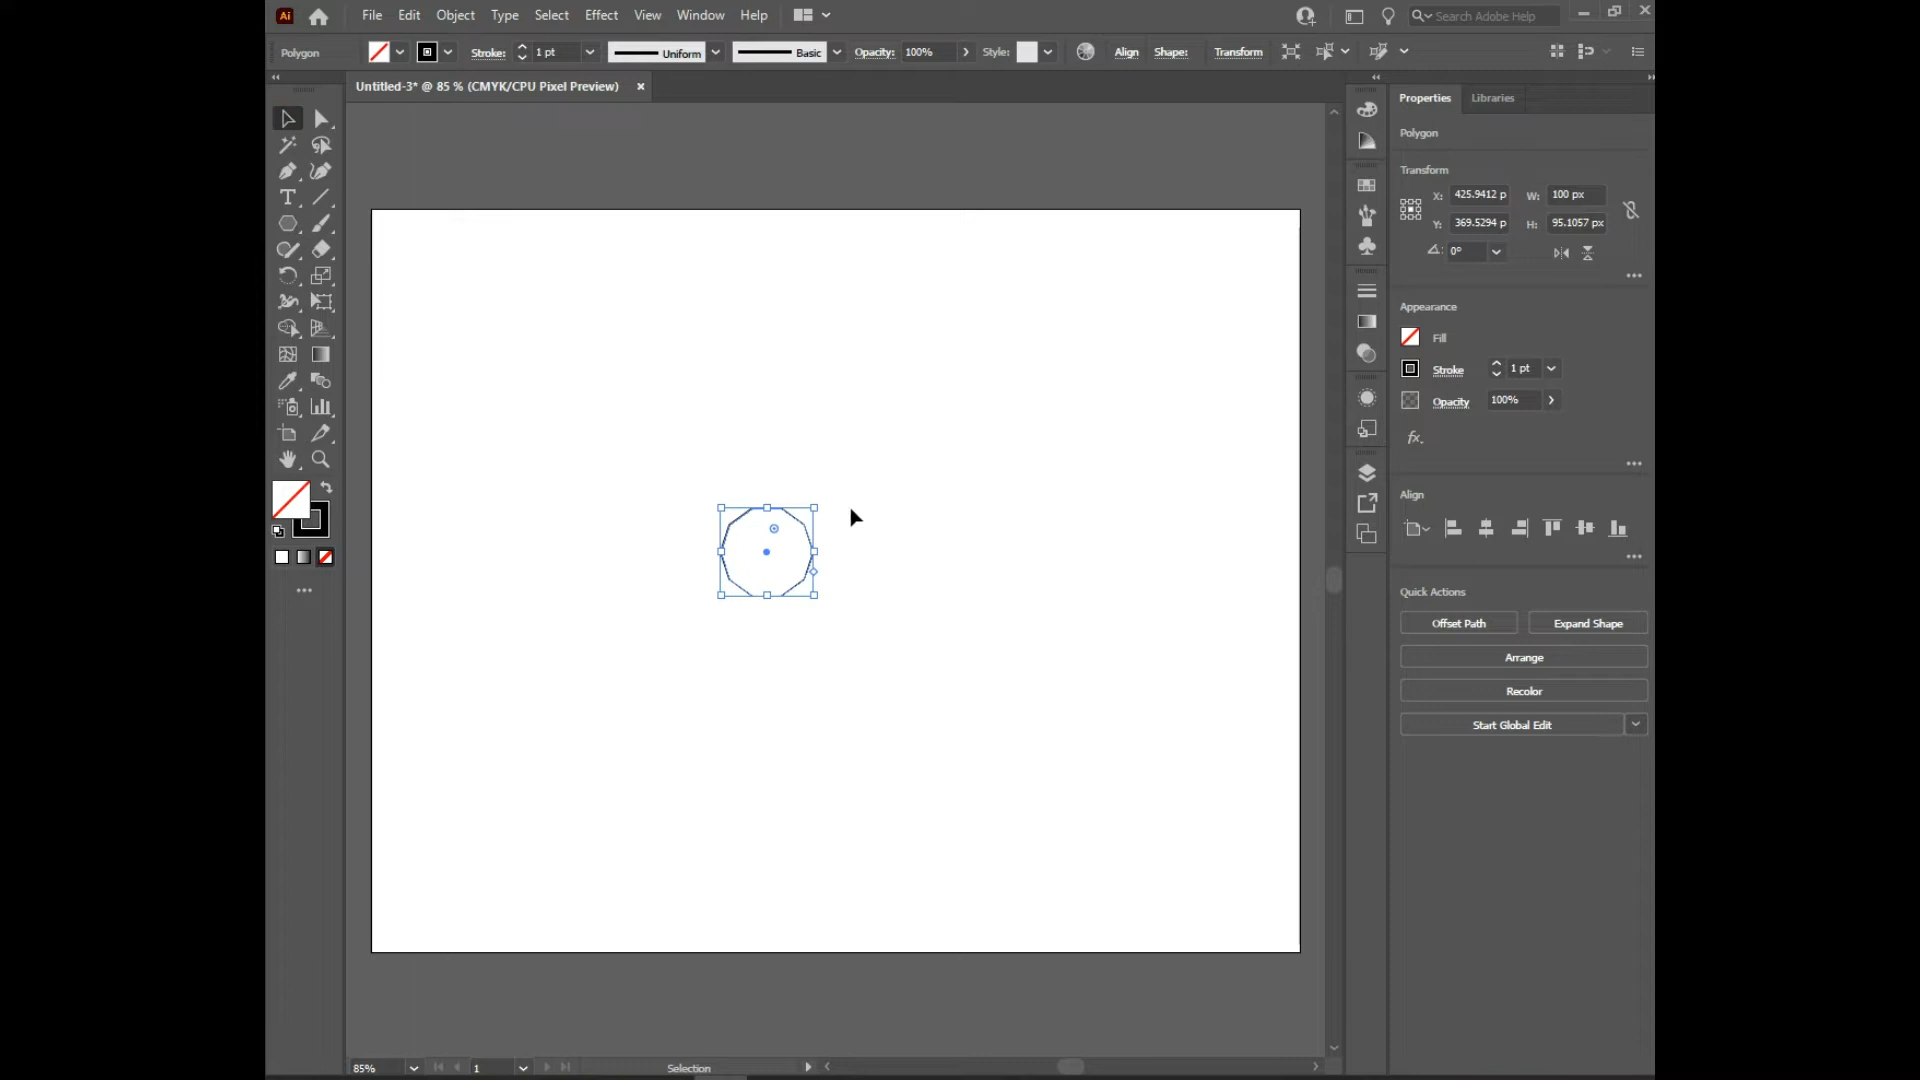 Ai File Edit Object Type Select Effect View Window Help Search Adobe Help
Polygon Stroke: 1 pt Uniform Basic Opacity: 100% Style: Align Shape: Transform
Untitled-3* @ 85 % (CMYK/CPU Pixel Preview) ×
Properties Libraries
Polygon
Transform
X: 425.9412 p W: 100 px
Y: 369.5294 p H: 95.1057 px
0°
Appearance
Fill
Stroke 1 pt
Opacity 100%
fx.
Align
Quick Actions
Offset Path Expand Shape
Arrange
Recolor
Start Global Edit
85% 1 Selection